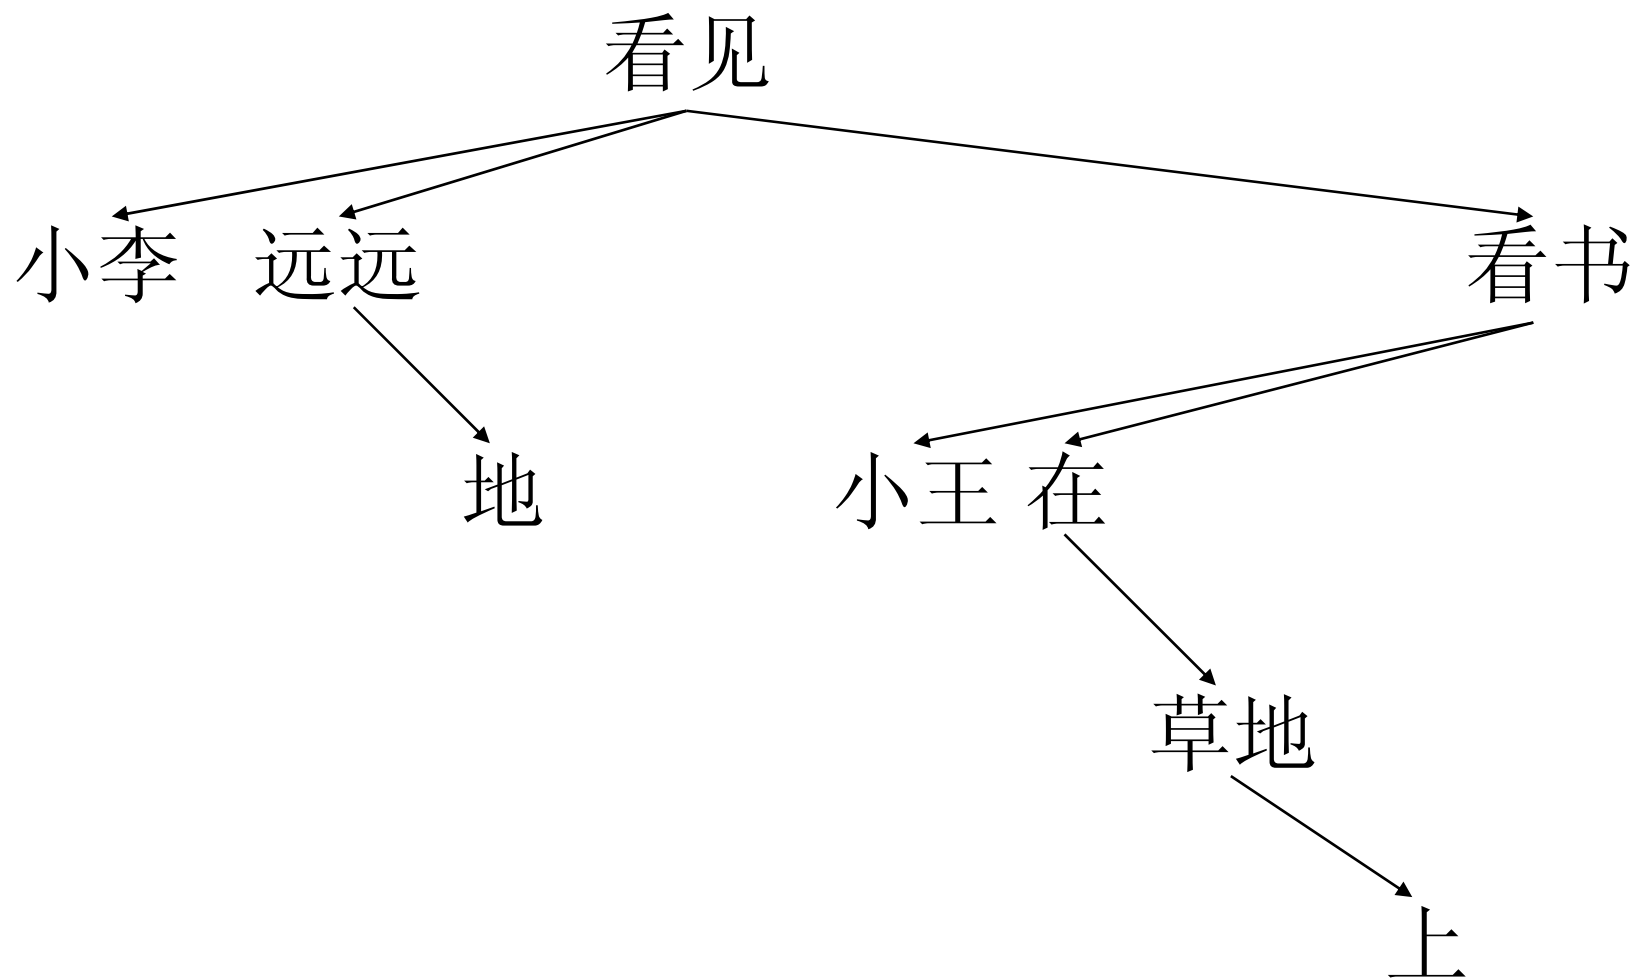 看见
小李 远远 看书
地 小王 在
草地
上